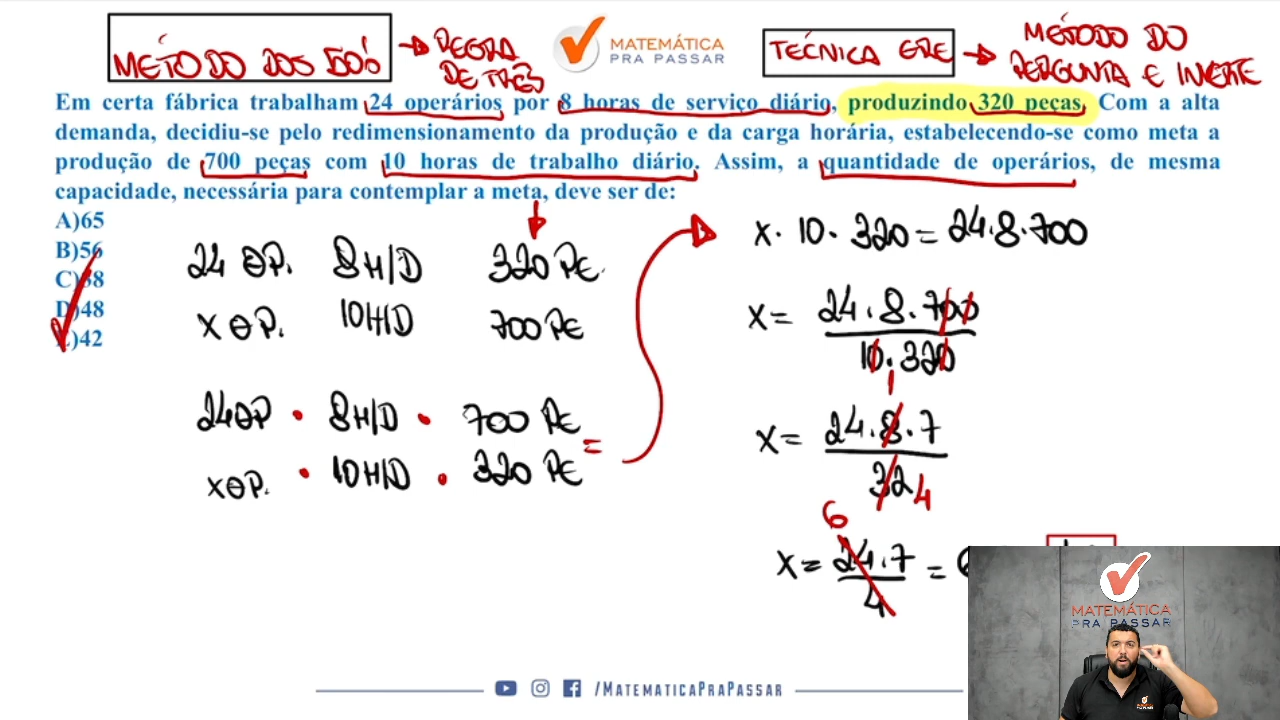 MÉTODO DOS 50's
REGRA
DE TRÊS
MATEMÁTICA
PRA PASSAR
TÉCNICA ERE
MÉTODO DO
PERGUNTA E INVERTE
Em certa fábrica trabalham 24 operários por 8 horas de serviço diário, produzindo 320 peças. Com a alta
demanda, decidiu-se pelo redimensionamento da produção e da carga horária, estabelecendo-se como meta a
produção de 700 peças com 10 horas de trabalho diário. Assim, a quantidade de operários, de mesma
capacidade, necessária para contemplar a meta, deve ser de:
A)65
B)56
C)58
D)48
E)42
24 OP. 8H/D 320 PE.
X OP. 10H/D 700 PE
24 OP • 8H/D • 700 PE
X OP. • 10H/D • 320 PE =
X. 10. 320 = 24.8.700
X = 24.8.700
10.320
1
X = 24.8.7
32 4
6
X = 24.7 =
4
MATEMÁTICA
PRA PASSAR
/MatematicaPraPassar